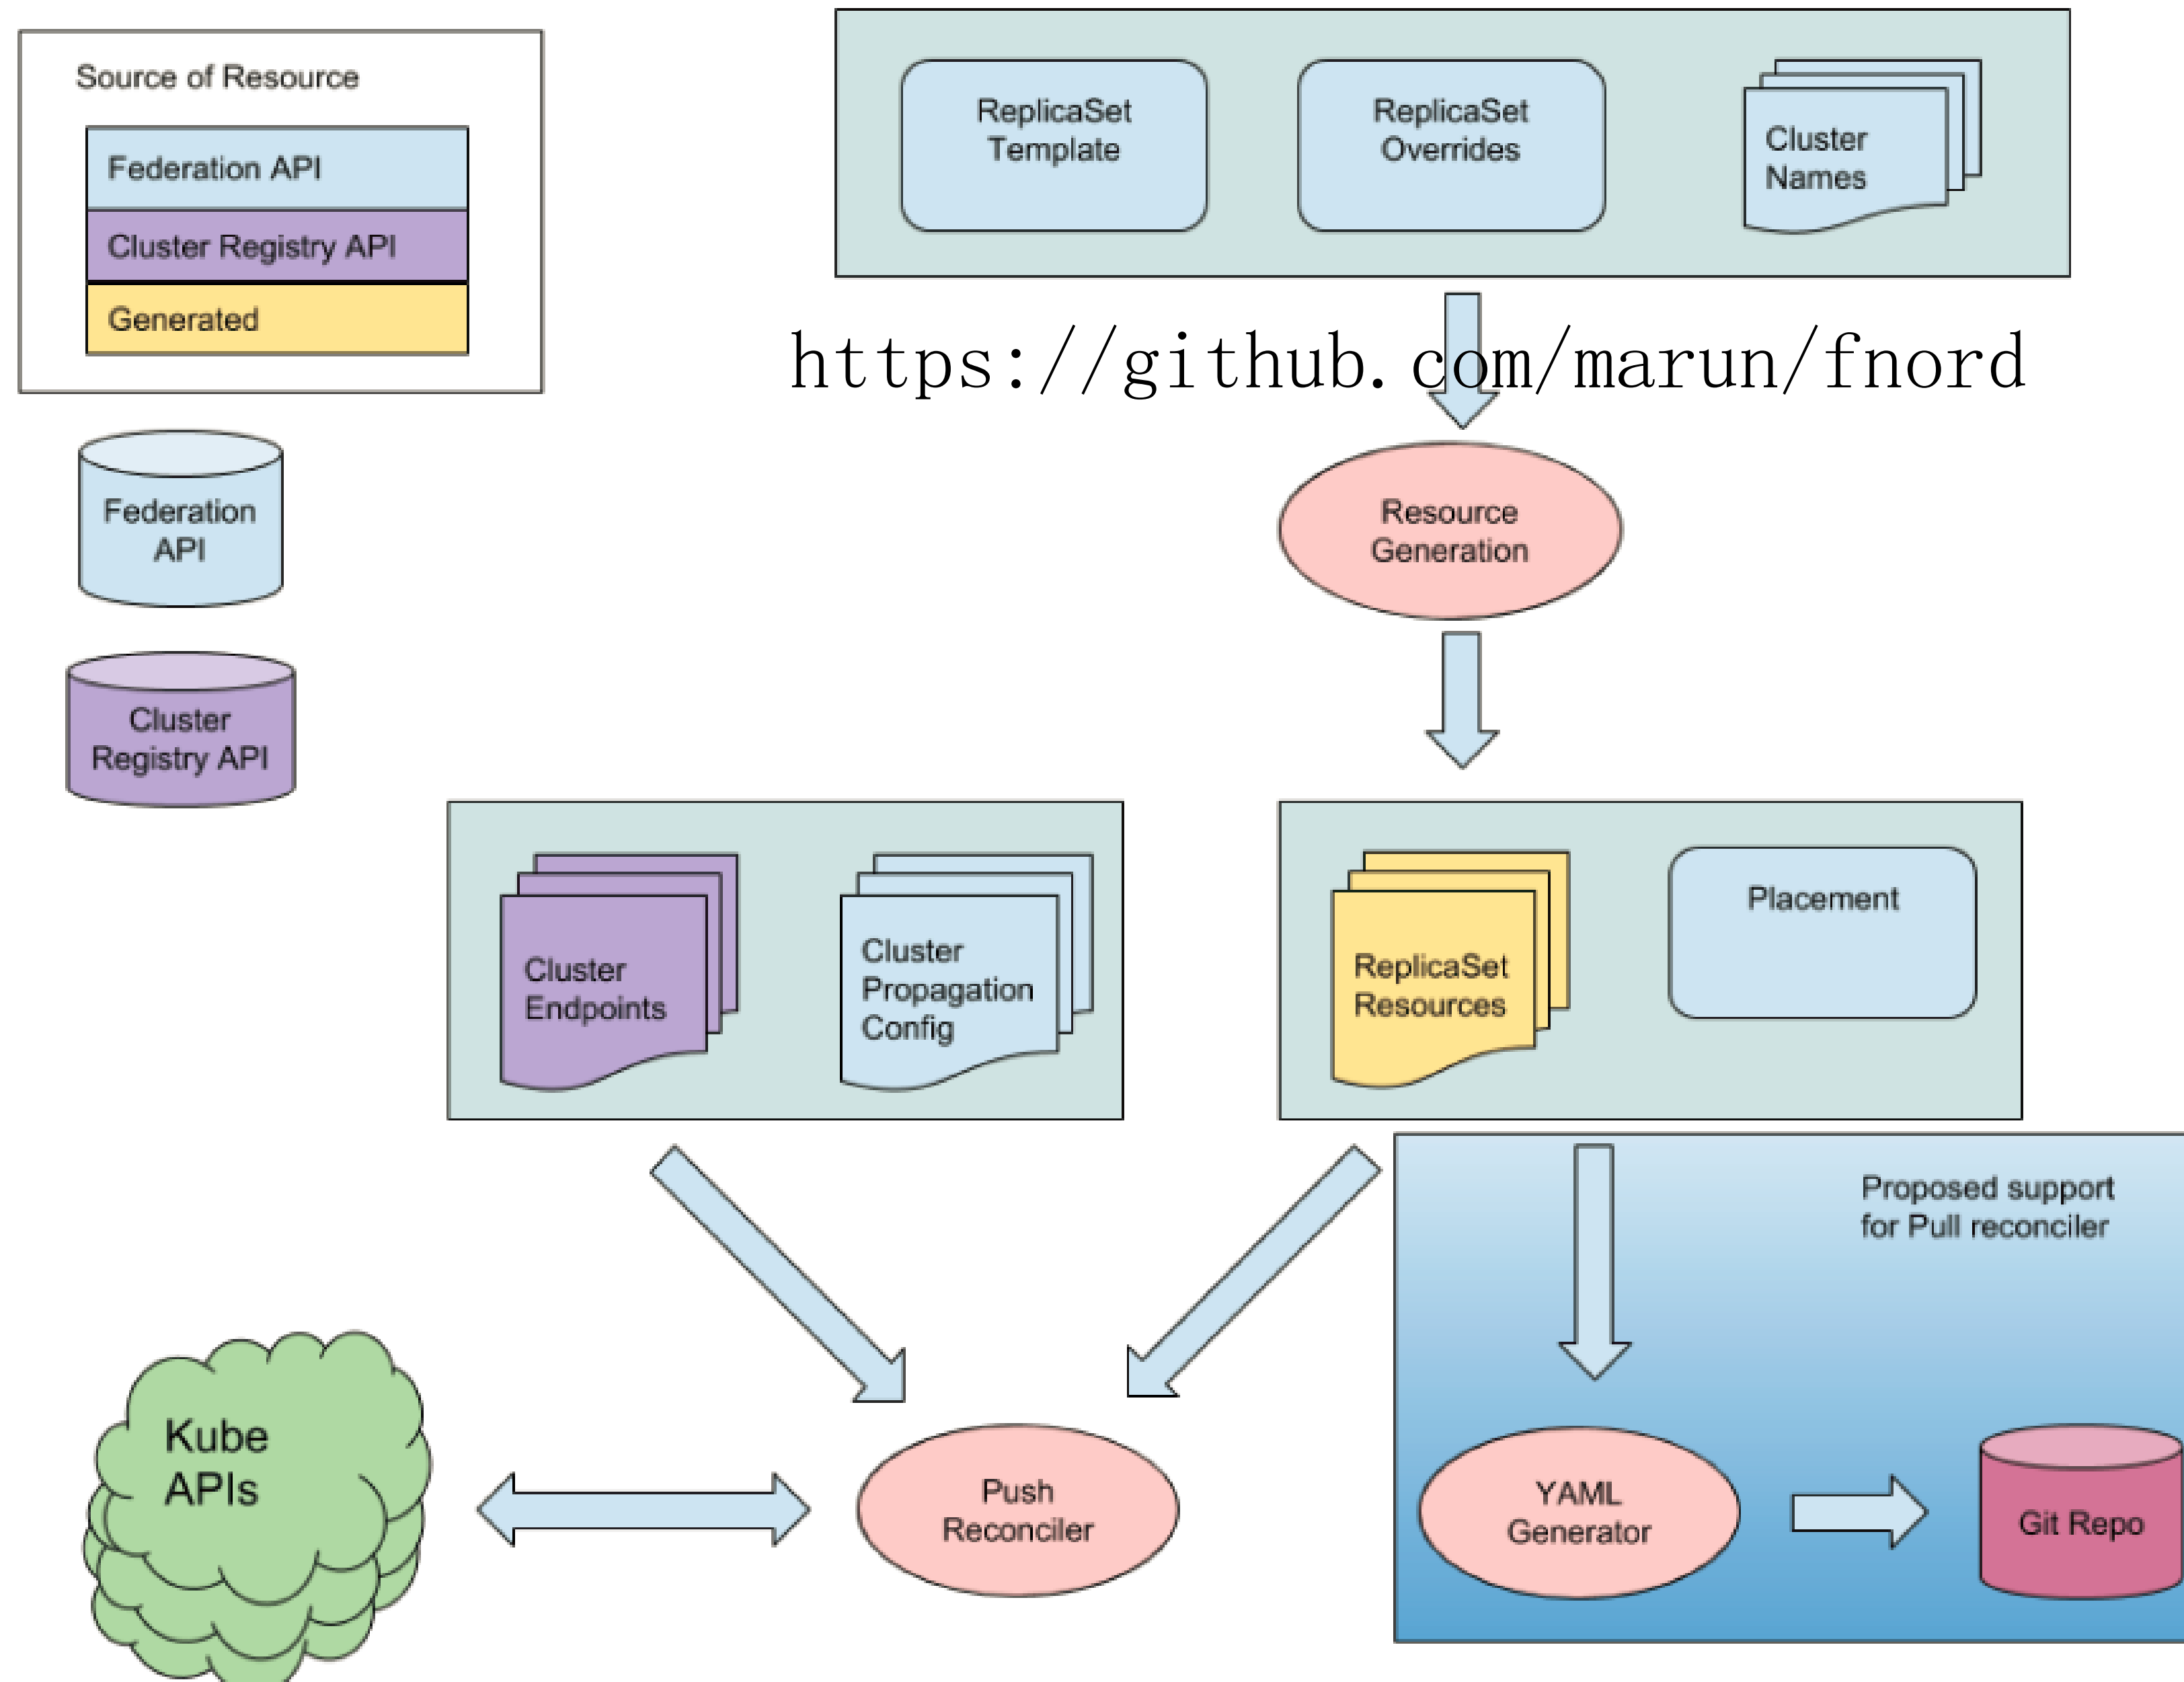 Source of Resource
Federation API
Cluster Registry API
Generated
ReplicaSet
Template
ReplicaSet
Overrides
Cluster
Names
https://github.com/marun/fnord
Federation
API
Resource
Generation
Cluster
Registry API
Cluster
Endpoints
Cluster
Propagation
Config
ReplicaSet
Resources
Placement
Proposed support
for Pull reconciler
Kube
APIs
Push
Reconciler
YAML
Generator
Git Repo